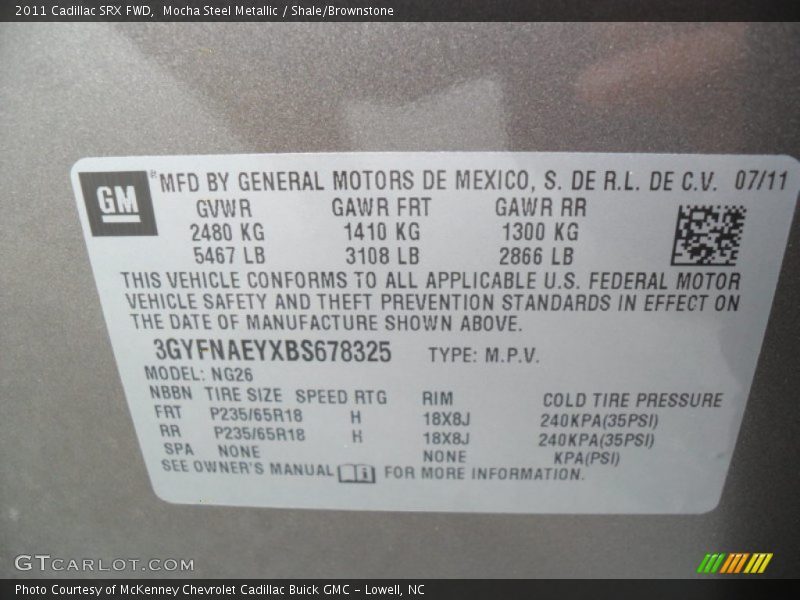 2011 Cadillac SRX FWD, Mocha Steel Metallic / Shale/Brownstone
GM ® MFD BY GENERAL MOTORS DE MEXICO, S. DE R.L. DE C.V. 07/11
GVWR GAWR FRT GAWR RR
2480 KG 1410 KG 1300 KG
5467 LB 3108 LB 2866 LB
THIS VEHICLE CONFORMS TO ALL APPLICABLE U.S. FEDERAL MOTOR
VEHICLE SAFETY AND THEFT PREVENTION STANDARDS IN EFFECT ON
THE DATE OF MANUFACTURE SHOWN ABOVE.
3GYFNAEYXBS678325 TYPE: M.P.V.
MODEL: NG26
NBBN TIRE SIZE SPEED RTG RIM COLD TIRE PRESSURE
FRT P235/65R18 H 18X8J 240KPA(35PSI)
RR P235/65R18 H 18X8J 240KPA(35PSI)
SPA NONE NONE KPA(PSI)
SEE OWNER'S MANUAL FOR MORE INFORMATION.
GTCARLOT.COM
Photo Courtesy of McKenney Chevrolet Cadillac Buick GMC – Lowell, NC